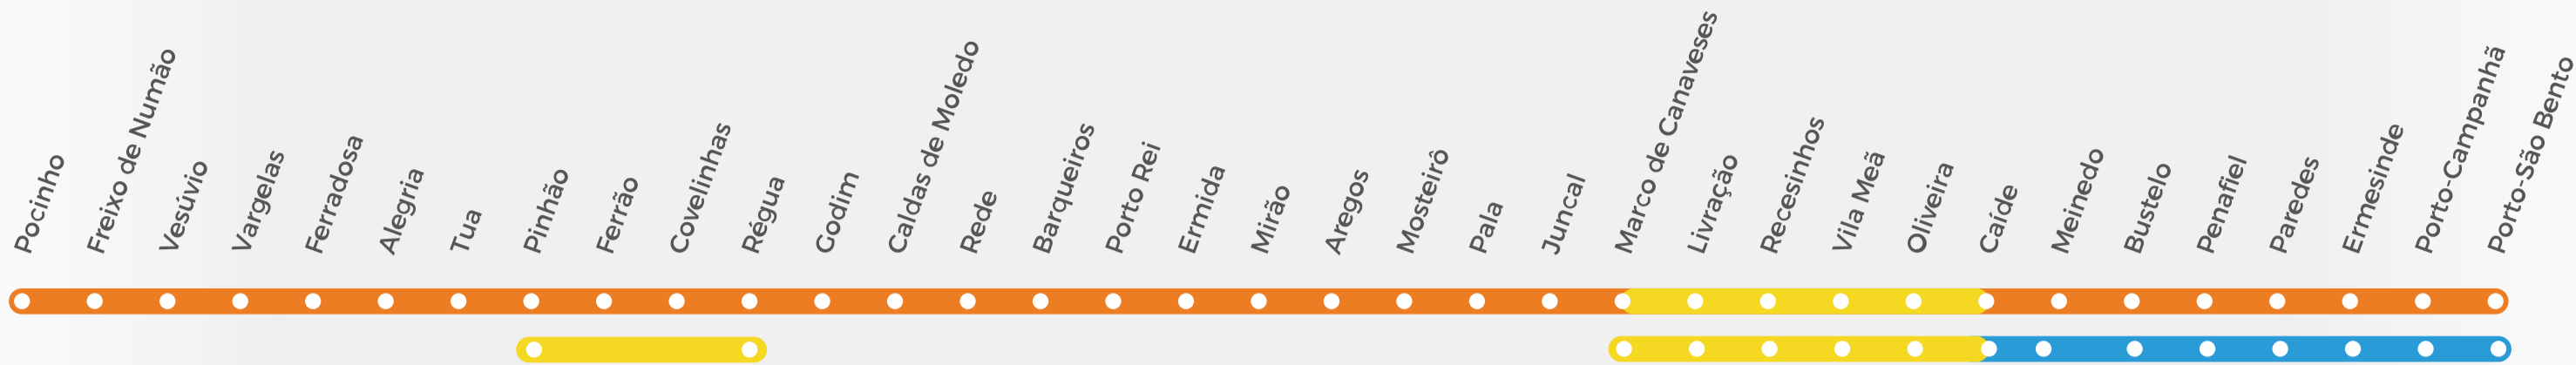 Pocinho
Freixo de Numão
Vesúvio
Vargelas
Ferradosa
Alegria
Tua
Pinhão
Ferrão
Covelinhas
Régua
Godim
Caldas de Moledo
Rede
Barqueiros
Porto Rei
Ermida
Mirão
Aregos
Mosteirô
Pala
Juncal
Marco de Canaveses
Livração
Recesinhos
Vila Meã
Oliveira
Caíde
Meinedo
Bustelo
Penafiel
Paredes
Ermesinde
Porto-Campanhã
Porto-São Bento